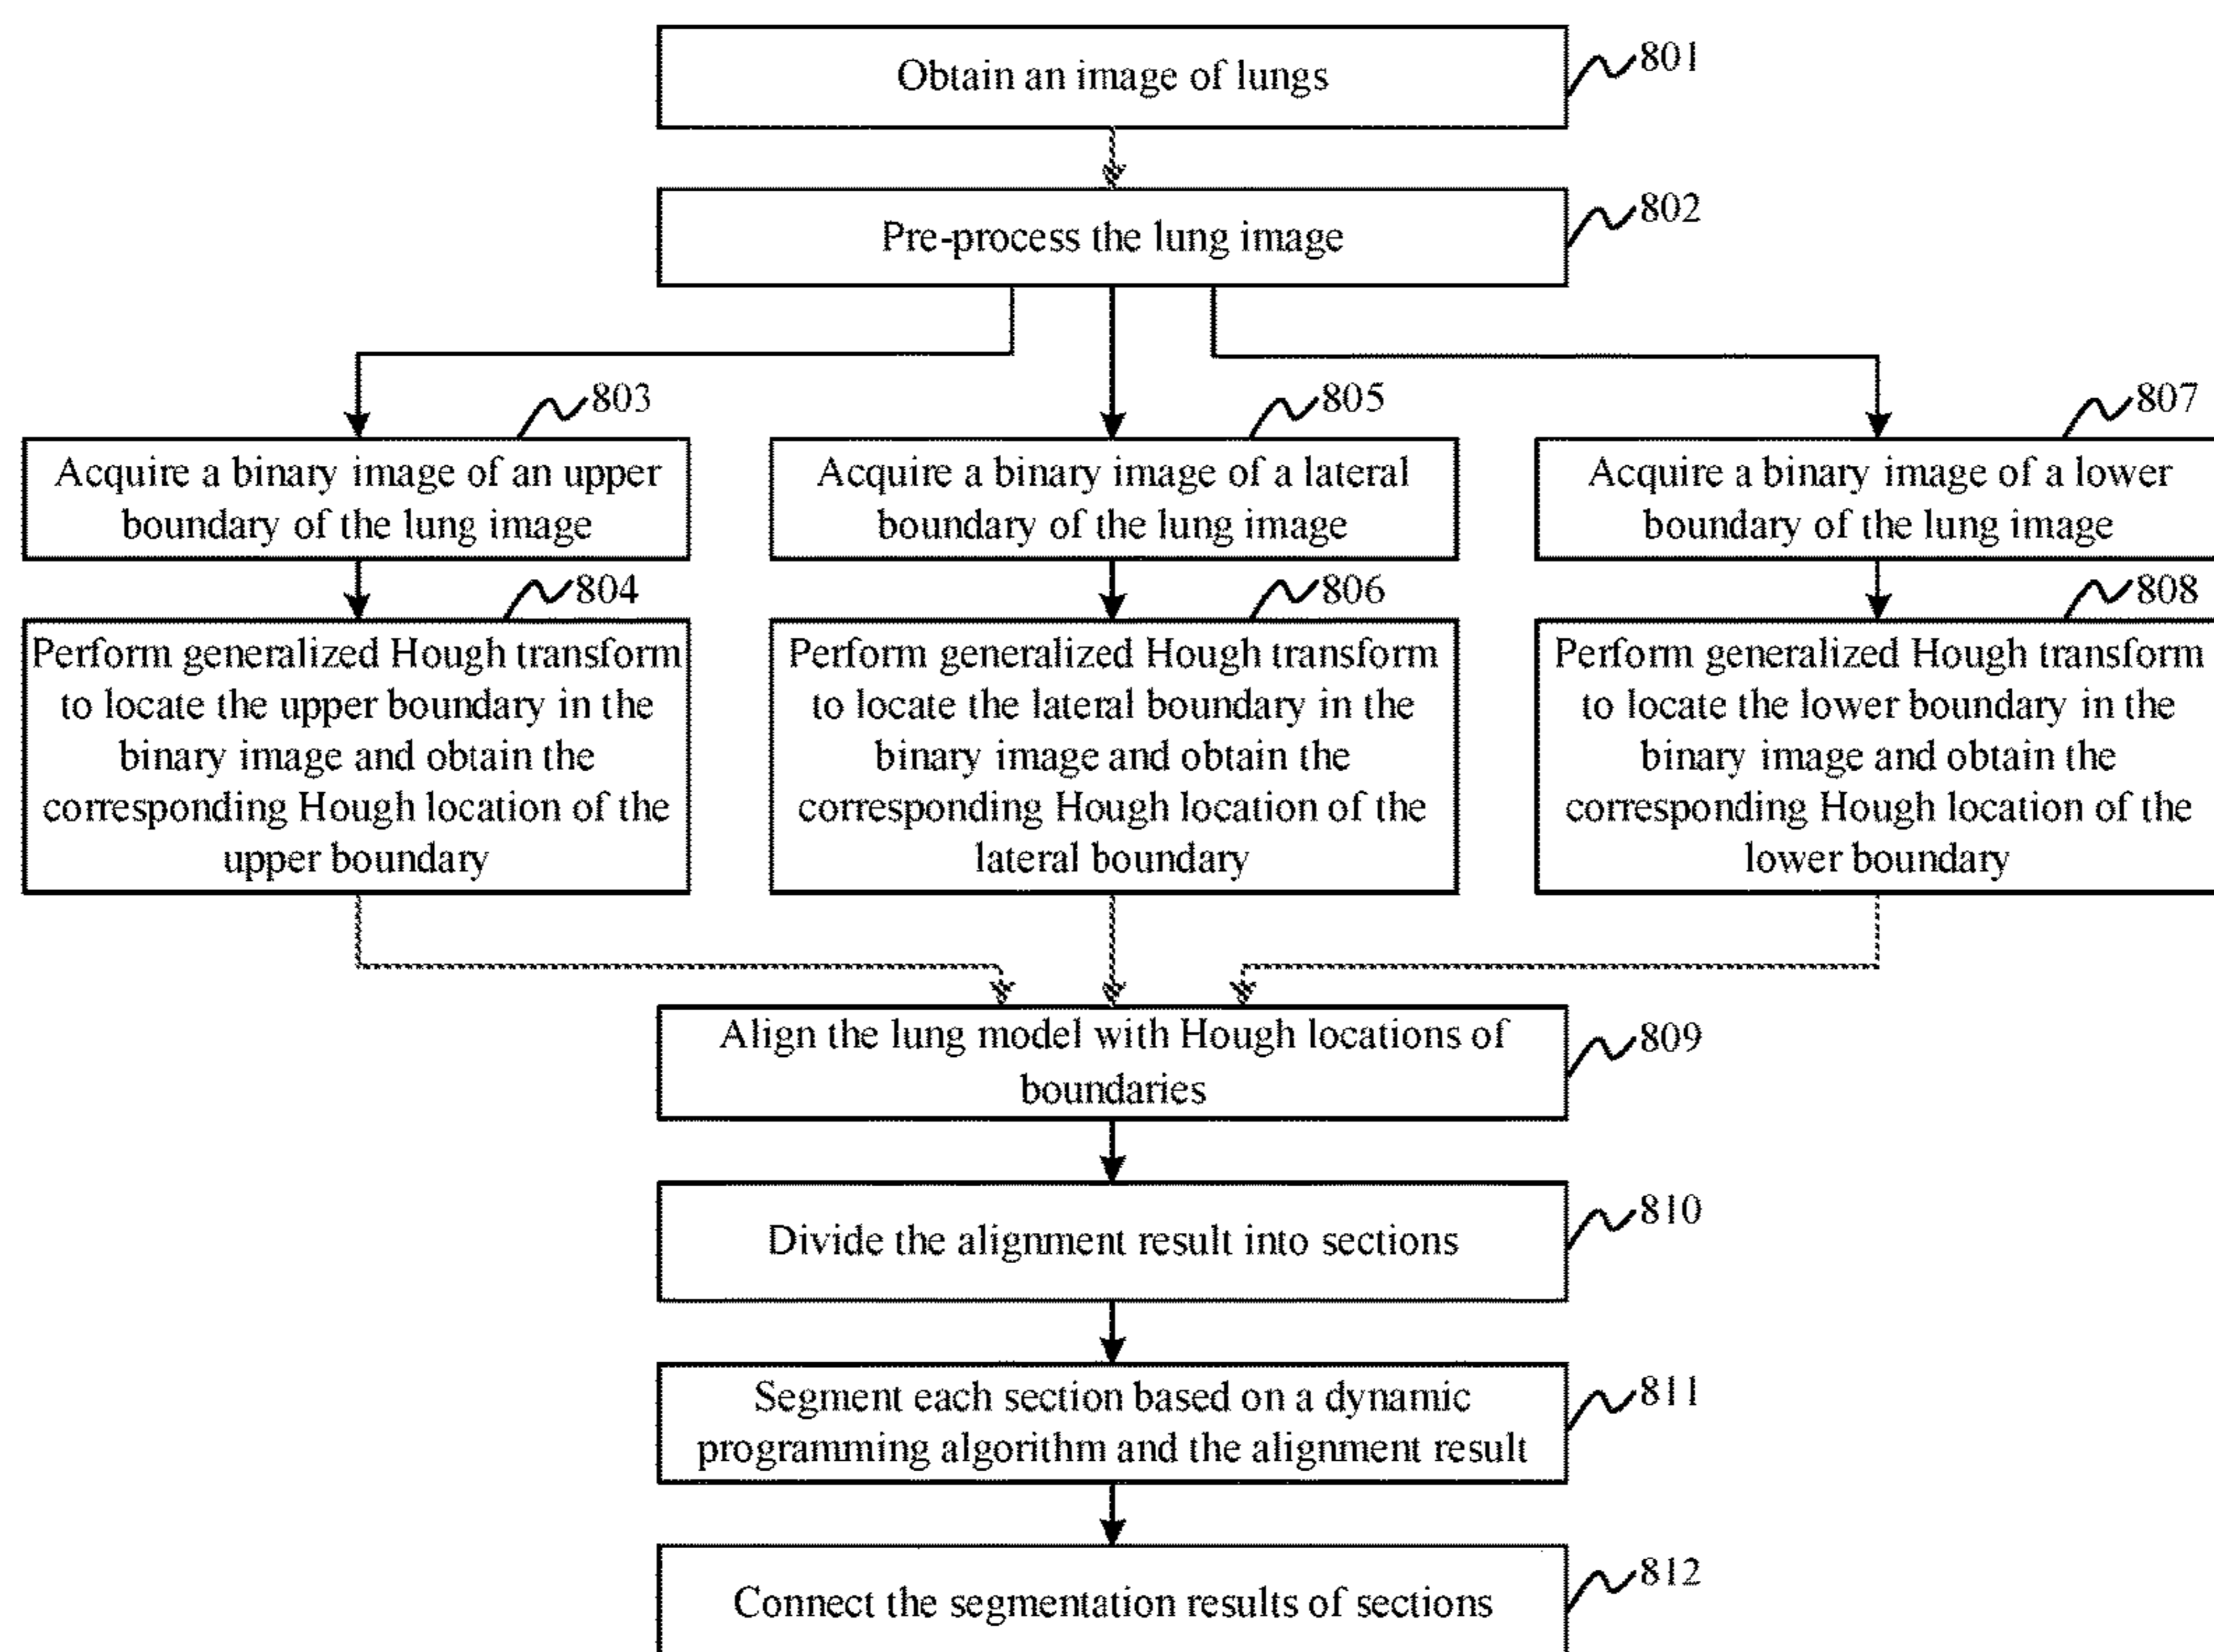 Obtain an image of lungs
801
Pre-process the lung image
802
803
Acquire a binary image of an upper
boundary of the lung image
805
Acquire a binary image of a lateral
boundary of the lung image
807
Acquire a binary image of a lower
boundary of the lung image
804
Perform generalized Hough transform
to locate the upper boundary in the
binary image and obtain the
corresponding Hough location of the
upper boundary
806
Perform generalized Hough transform
to locate the lateral boundary in the
binary image and obtain the
corresponding Hough location of the
lateral boundary
808
Perform generalized Hough transform
to locate the lower boundary in the
binary image and obtain the
corresponding Hough location of the
lower boundary
Align the lung model with Hough locations of
boundaries
809
Divide the alignment result into sections
810
Segment each section based on a dynamic
programming algorithm and the alignment result
811
Connect the segmentation results of sections
812